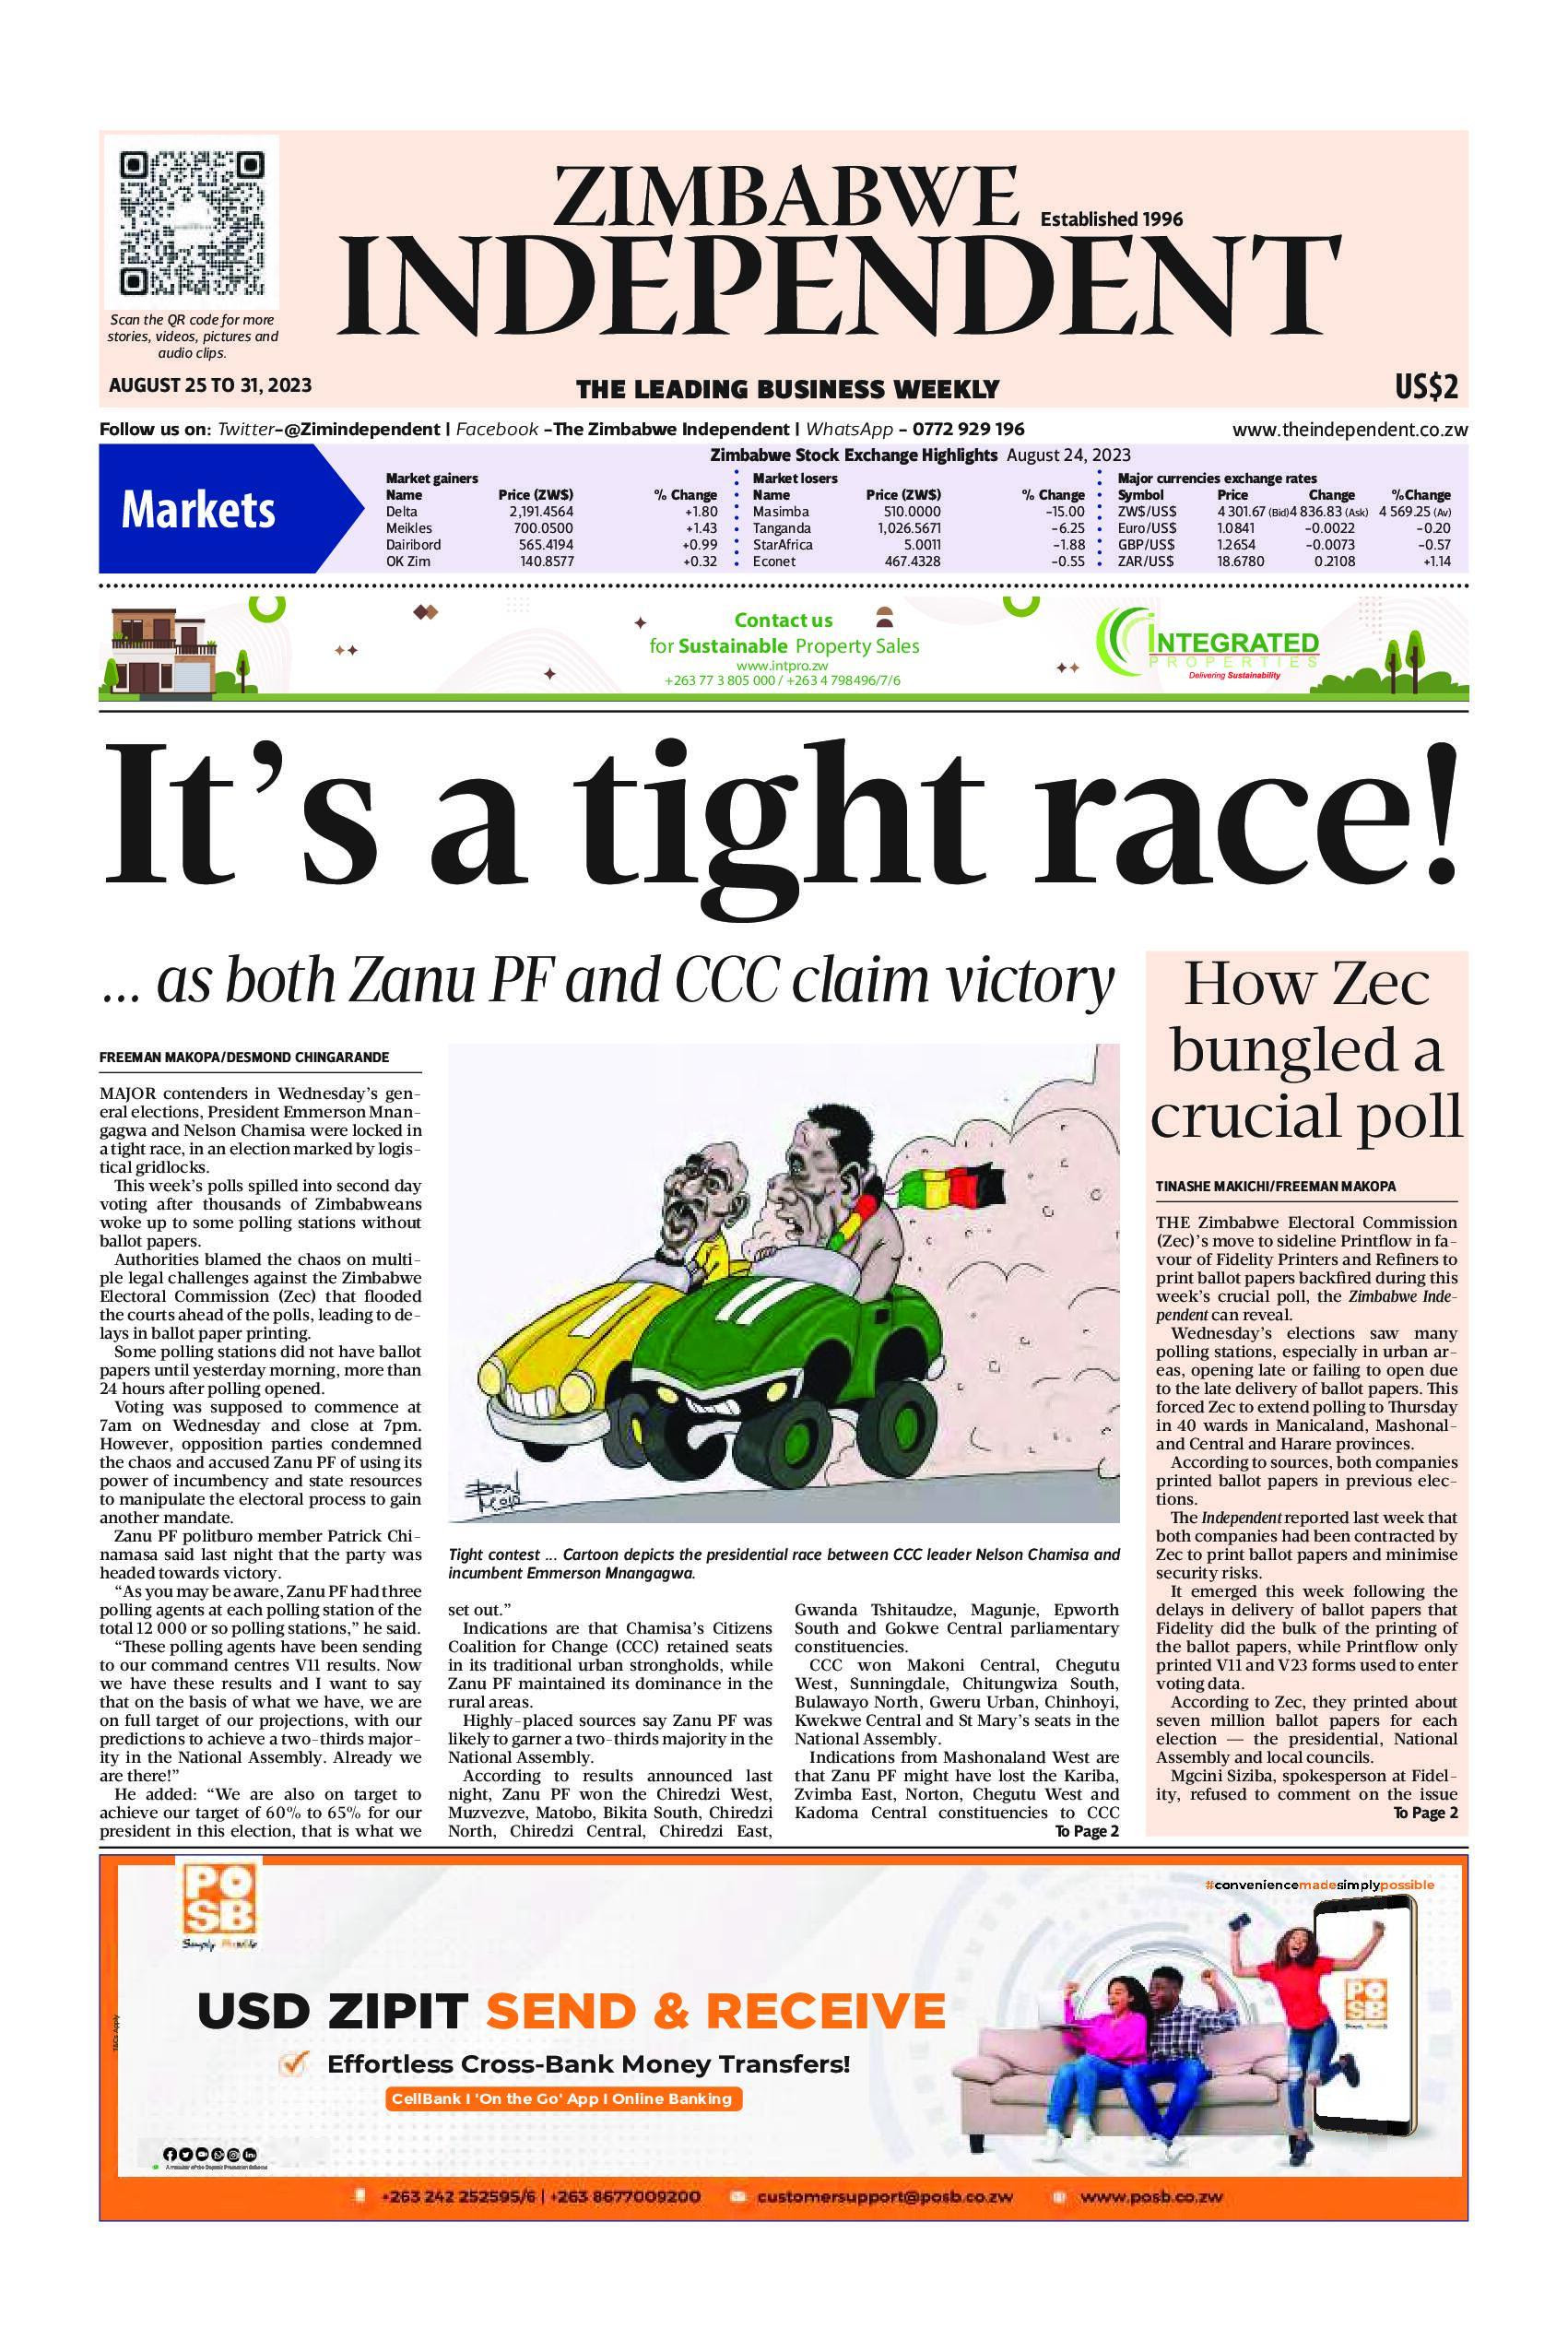 ZIMBABWE
Established 1996
INDEPENDENT
Scan the QR code for more
stories, videos, pictures and
audio clips.
AUGUST 25 TO 31, 2023
THE LEADING BUSINESS WEEKLY
US$2
Follow us on: Twitter-@Zimindependent I Facebook -The Zimbabwe Independent I WhatsApp - 0772 929 196
www.theindependent.co.zw
Markets
Zimbabwe Stock Exchange Highlights August 24, 2023
Market gainers
Name Price (ZW$) % Change
Delta 2,191.4564 +1.80
Meikles 700.0500 +1.43
Dairibord 565.4194 +0.99
OK Zim 140.8577 +0.32
Market losers
Name Price (ZW$) % Change
Masimba 510.0000 -15.00
Tanganda 1,026.5671 -6.25
StarAfrica 5.0011 -1.88
Econet 467.4328 -0.55
Major currencies exchange rates
Symbol Price Change %Change
ZW$/US$ 4 301.67 (Bid)4 836.83 (Ask) 4 569.25 (Av)
Euro/US$ 1.0841 -0.0022 -0.20
GBP/US$ 1.2654 -0.0073 -0.57
ZAR/US$ 18.6780 0.2108 +1.14
Contact us
for Sustainable Property Sales
www.intpro.zw
+263 77 3 805 000 / +263 4 798496/7/6
iNTEGRATED
PROPERTIES
Delivering Sustainability
It's a tight race!
... as both Zanu PF and CCC claim victory
FREEMAN MAKOPA/DESMOND CHINGARANDE
MAJOR contenders in Wednesday's gen-
eral elections, President Emmerson Mnan-
gagwa and Nelson Chamisa were locked in
a tight race, in an election marked by logis-
tical gridlocks.
This week's polls spilled into second day
voting after thousands of Zimbabweans
woke up to some polling stations without
ballot papers.
Authorities blamed the chaos on multi-
ple legal challenges against the Zimbabwe
Electoral Commission (Zec) that flooded
the courts ahead of the polls, leading to de-
lays in ballot paper printing.
Some polling stations did not have ballot
papers until yesterday morning, more than
24 hours after polling opened.
Voting was supposed to commence at
7am on Wednesday and close at 7pm.
However, opposition parties condemned
the chaos and accused Zanu PF of using its
power of incumbency and state resources
to manipulate the electoral process to gain
another mandate.
Zanu PF politburo member Patrick Chi-
namasa said last night that the party was
headed towards victory.
"As you may be aware, Zanu PF had three
polling agents at each polling station of the
total 12 000 or so polling stations," he said.
"These polling agents have been sending
to our command centres V11 results. Now
we have these results and I want to say
that on the basis of what we have, we are
on full target of our projections, with our
predictions to achieve a two-thirds major-
ity in the National Assembly. Already we
are there!"
He added: "We are also on target to
achieve our target of 60% to 65% for our
president in this election, that is what we
Tight contest ... Cartoon depicts the presidential race between CCC leader Nelson Chamisa and
incumbent Emmerson Mnangagwa.
set out."
Indications are that Chamisa's Citizens
Coalition for Change (CCC) retained seats
in its traditional urban strongholds, while
Zanu PF maintained its dominance in the
rural areas.
Highly-placed sources say Zanu PF was
likely to garner a two-thirds majority in the
National Assembly.
According to results announced last
night, Zanu PF won the Chiredzi West,
Muzvezve, Matobo, Bikita South, Chiredzi
North, Chiredzi Central, Chiredzi East,
Gwanda Tshitaudze, Magunje, Epworth
South and Gokwe Central parliamentary
constituencies.
CCC won Makoni Central, Chegutu
West, Sunningdale, Chitungwiza South,
Bulawayo North, Gweru Urban, Chinhoyi,
Kwekwe Central and St Mary's seats in the
National Assembly.
Indications from Mashonaland West are
that Zanu PF might have lost the Kariba,
Zvimba East, Norton, Chegutu West and
Kadoma Central constituencies to CCC
To Page 2
How Zec
bungled a
crucial poll
TINASHE MAKICHI/FREEMAN MAKOPA
THE Zimbabwe Electoral Commission
(Zec)'s move to sideline Printflow in fa-
vour of Fidelity Printers and Refiners to
print ballot papers backfired during this
week's crucial poll, the Zimbabwe Inde-
pendent can reveal.
Wednesday's elections saw many
polling stations, especially in urban ar-
eas, opening late or failing to open due
to the late delivery of ballot papers. This
forced Zec to extend polling to Thursday
in 40 wards in Manicaland, Mashonal-
and Central and Harare provinces.
According to sources, both companies
printed ballot papers in previous elec-
tions.
The Independent reported last week that
both companies had been contracted by
Zec to print ballot papers and minimise
security risks.
It emerged this week following the
delays in delivery of ballot papers that
Fidelity did the bulk of the printing of
the ballot papers, while Printflow only
printed V11 and V23 forms used to enter
voting data.
According to Zec, they printed about
seven million ballot papers for each
election — the presidential, National
Assembly and local councils.
Mgcini Siziba, spokesperson at Fidel-
ity, refused to comment on the issue
To Page 2
PO
SB
#conveniencemadesimplypossible
USD ZIPIT SEND & RECEIVE
Effortless Cross-Bank Money Transfers!
CellBank I 'On the Go' App I Online Banking
PO
SB
T&Cs Apply
+263 242 252595/6 | +263 8677009200
customersupport@posb.co.zw
www.posb.co.zw